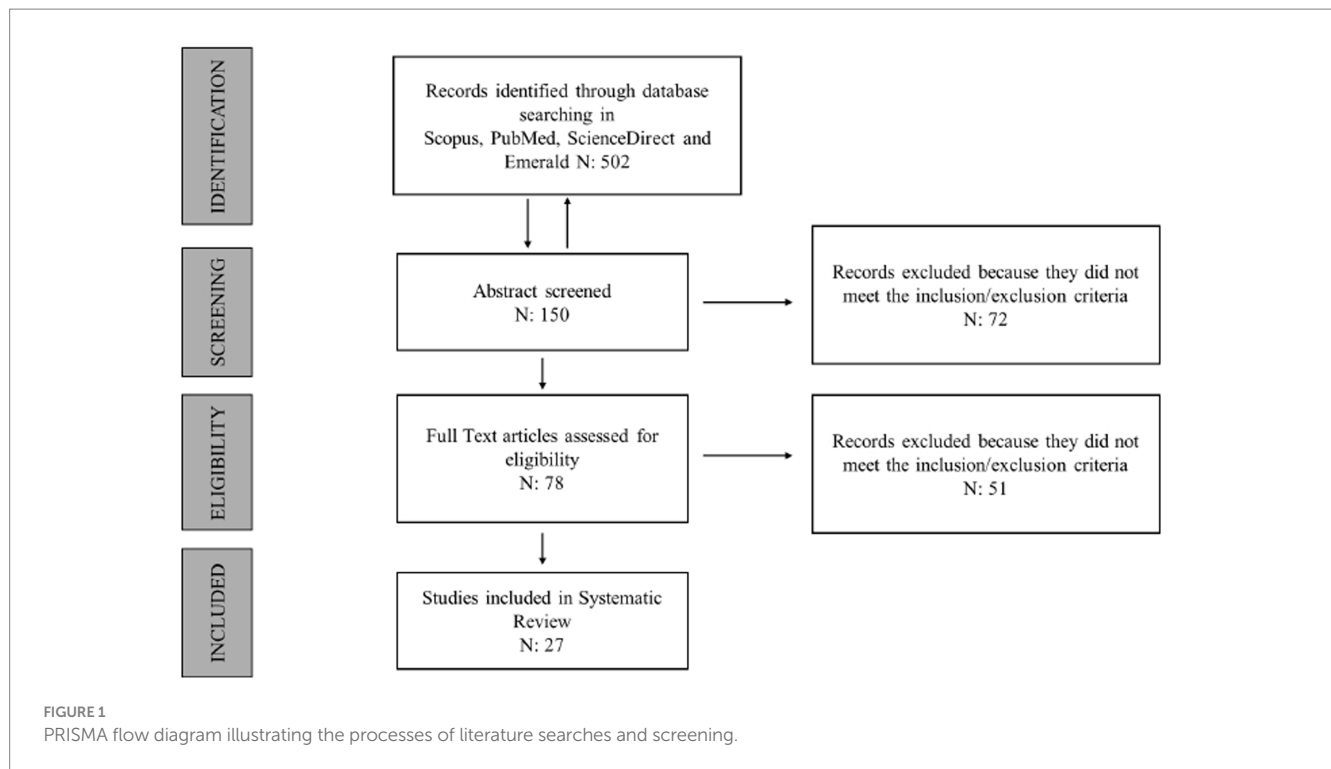 IDENTIFICATION
Records identified through database
searching in
Scopus, PubMed, ScienceDirect and
Emerald N: 502
SCREENING
Abstract screened
N: 150
Records excluded because they did not
meet the inclusion/exclusion criteria
N: 72
ELIGIBILITY
Full Text articles assessed for
eligibility
N: 78
Records excluded because they did not
meet the inclusion/exclusion criteria
N: 51
INCLUDED
Studies included in Systematic
Review
N: 27
FIGURE 1
PRISMA flow diagram illustrating the processes of literature searches and screening.